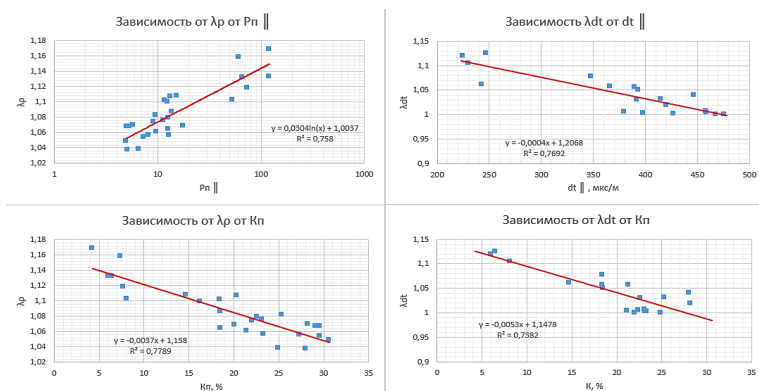 Зависимость от λρ от Рп ∥
λρ
1,18
1,16
1,14
1,12
1,1
1,08
1,06
1,04
1,02
y = 0,0304ln(x) + 1,0037
R² = 0,758
1 10 100 1000
Рп ∥
Зависимость от λdt от dt ∥
λdt
1,15
1,1
1,05
1
0,95
0,9
y = -0,0004x + 1,2068
R² = 0,7692
200 250 300 350 400 450 500
dt ∥ , мкс/м
Зависимость от λρ от Кп
λρ
1,18
1,16
1,14
1,12
1,1
1,08
1,06
1,04
1,02
y = -0,0037x + 1,158
R² = 0,7789
0 5 10 15 20 25 30 35
Кп, %
Зависимость от λdt от Кп
λdt
1,15
1,1
1,05
1
0,95
0,9
y = -0,0053x + 1,1478
R² = 0,7382
0 5 10 15 20 25 30 35
К, %